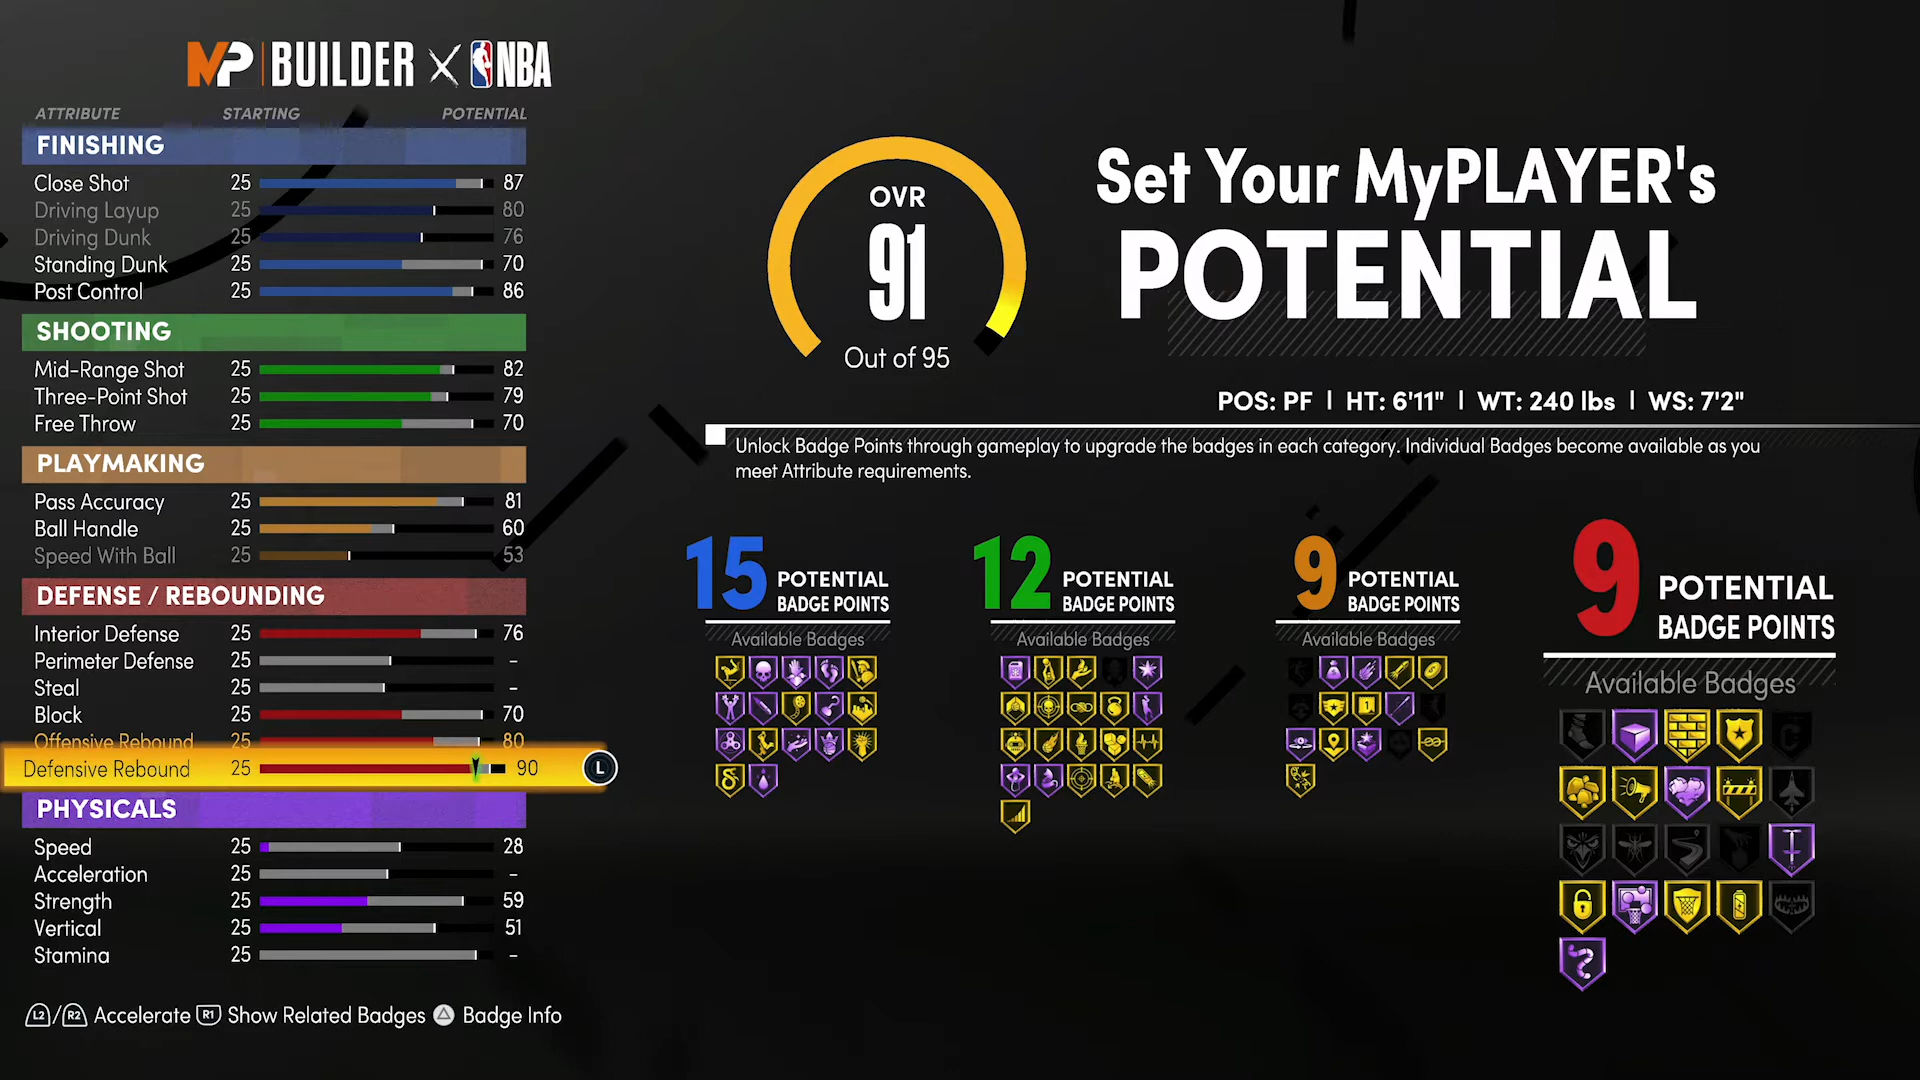 MP | BUILDER X NBA
ATTRIBUTE STARTING POTENTIAL
FINISHING
Close Shot 25 87
Driving Layup 25 80
Driving Dunk 25 76
Standing Dunk 25 70
Post Control 25 86
SHOOTING
Mid-Range Shot 25 82
Three-Point Shot 25 79
Free Throw 25 70
PLAYMAKING
Pass Accuracy 25 81
Ball Handle 25 60
Speed With Ball 25 53
DEFENSE / REBOUNDING
Interior Defense 25 76
Perimeter Defense 25 -
Steal 25 -
Block 25 70
Offensive Rebound 25 80
Defensive Rebound 25 90 L
PHYSICALS
Speed 25 28
Acceleration 25 -
Strength 25 59
Vertical 25 51
Stamina 25 -
L2 / R2 Accelerate R1 Show Related Badges Badge Info
OVR
91
Out of 95
Set Your MyPLAYER's
POTENTIAL
POS: PF | HT: 6'11" | WT: 240 lbs | WS: 7'2"
Unlock Badge Points through gameplay to upgrade the badges in each category. Individual Badges become available as you
meet Attribute requirements.
15 POTENTIAL
BADGE POINTS
Available Badges
12 POTENTIAL
BADGE POINTS
Available Badges
9 POTENTIAL
BADGE POINTS
Available Badges
9 POTENTIAL
BADGE POINTS
Available Badges